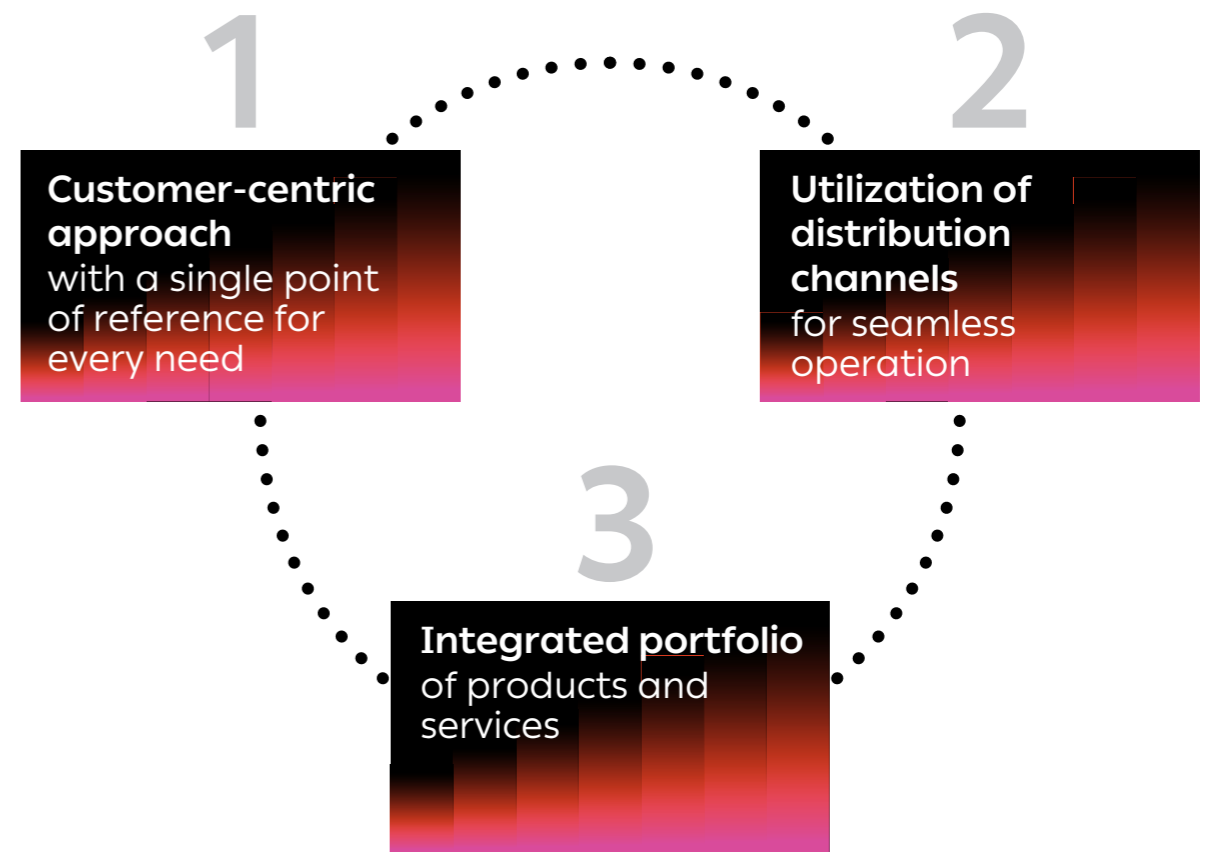 1
Customer-centric
approach
with a single point
of reference for
every need
2
Utilization of
distribution
channels
for seamless
operation
3
Integrated portfolio
of products and
services